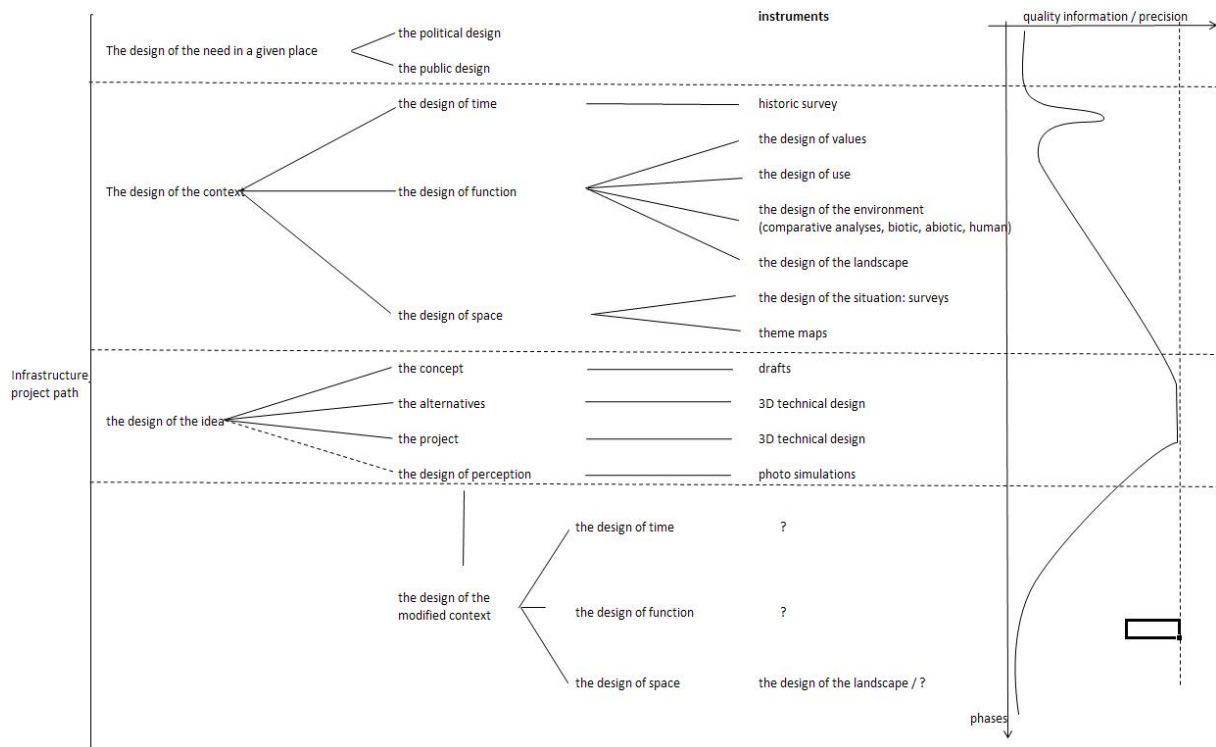 instruments
quality information / precision
the political design
The design of the need in a given place
the public design
the design of time
historic survey
the design of values
the design of use
The design of the context
the design of function
the design of the environment
(comparative analyses, biotic, abiotic, human)
the design of the landscape
the design of the situation: surveys
the design of space
theme maps
Infrastructure
project path
the concept
drafts
the alternatives
3D technical design
the design of the idea
the project
3D technical design
the design of perception
photo simulations
the design of time
?
the design of the
modified context
the design of function
?
the design of space
the design of the landscape / ?
phases